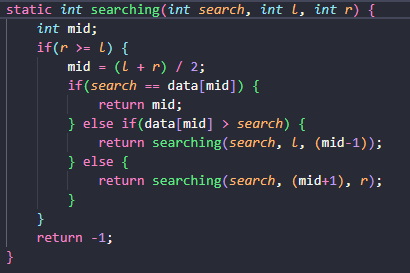 static int searching(int search, int l, int r) {
    int mid;
    if(r >= l) {
        mid = (l + r) / 2;
        if(search == data[mid]) {
            return mid;
        } else if(data[mid] > search) {
            return searching(search, l, (mid-1));
        } else {
            return searching(search, (mid+1), r);
        }
    }
    return -1;
}